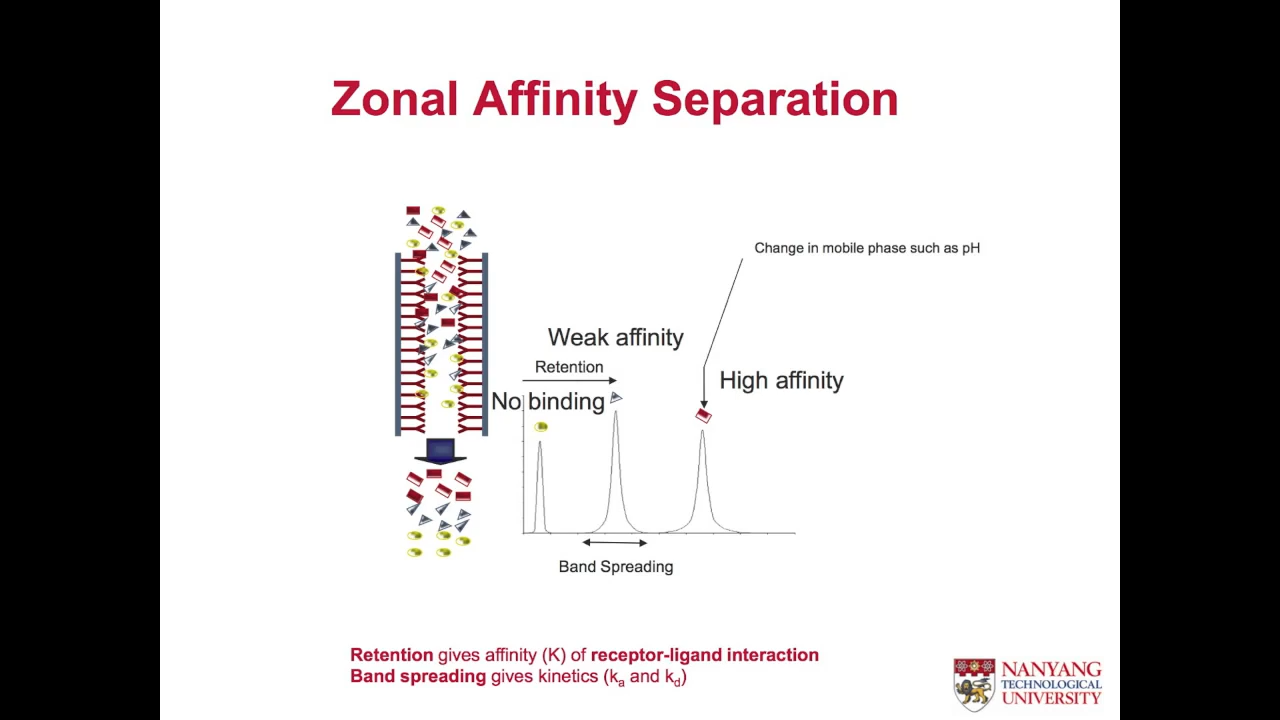 Zonal Affinity Separation
Change in mobile phase such as pH
Weak affinity
Retention
High affinity
No binding
Band Spreading
Retention gives affinity (K) of receptor-ligand interaction
Band spreading gives kinetics (ka and kd)
NANYANG
TECHNOLOGICAL
UNIVERSITY